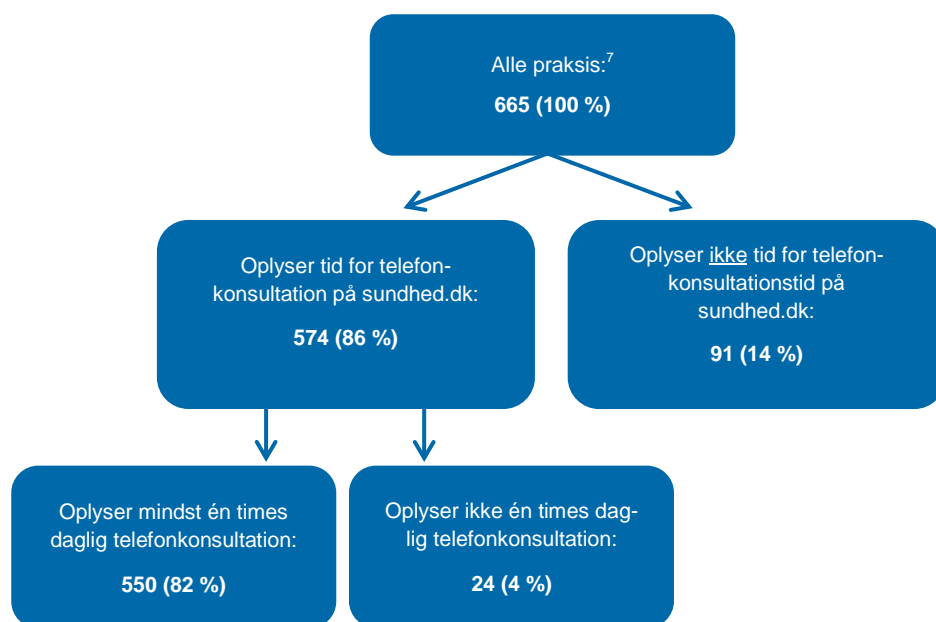 Alle praksis:7
665 (100 %)
Oplyser tid for telefon-
konsultation på sundhed.dk:
574 (86 %)
Oplyser ikke tid for telefon-
konsultationstid på
sundhed.dk:
91 (14 %)
Oplyser mindst én times
daglig telefonkonsultation:
550 (82 %)
Oplyser ikke én times dag-
lig telefonkonsultation:
24 (4 %)